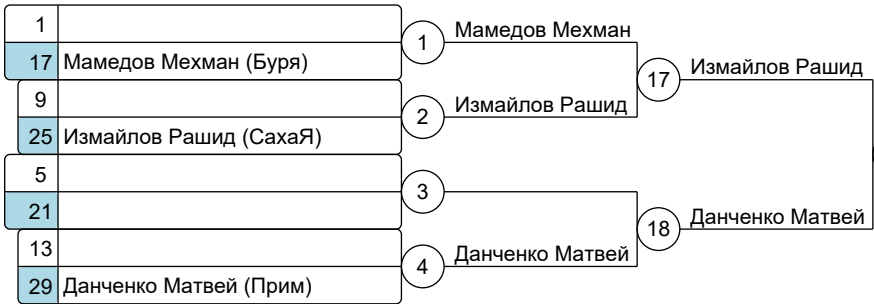 1
1 Мамедов Мехман
17 Мамедов Мехман (Буря)
17 Измайлов Рашид
9
2 Измайлов Рашид
25 Измайлов Рашид (СахаЯ)
5
3
21
18 Данченко Матвей
13
4 Данченко Матвей
29 Данченко Матвей (Прим)